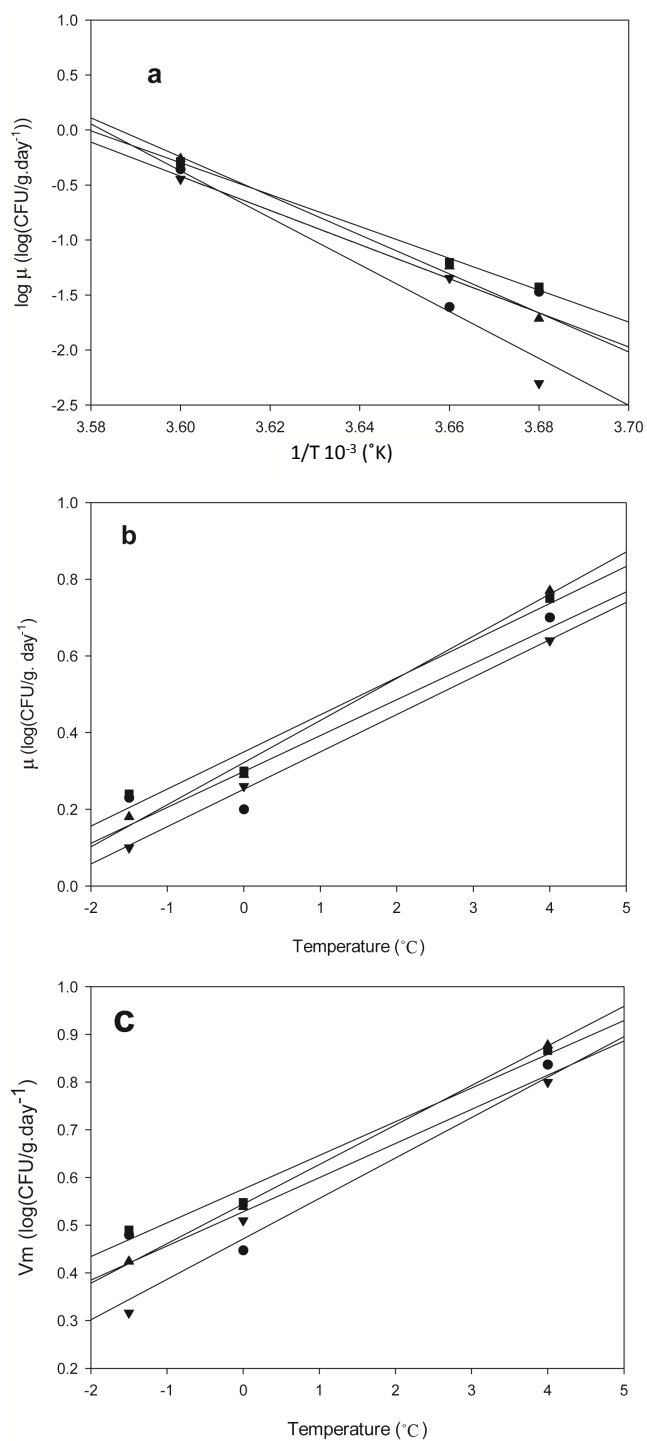 a
log μ (log(CFU/g.day⁻¹))
1.0
0.5
0.0
-0.5
-1.0
-1.5
-2.0
-2.5
3.58 3.60 3.62 3.64 3.66 3.68 3.70
1/T 10⁻³ (˚K)
b
μ (log(CFU/g. day⁻¹)
1.0
0.8
0.6
0.4
0.2
0.0
-2 -1 0 1 2 3 4 5
Temperature (°C)
c
Vm (log(CFU/g.day⁻¹)
1.0
0.9
0.8
0.7
0.6
0.5
0.4
0.3
0.2
-2 -1 0 1 2 3 4 5
Temperature (°C)